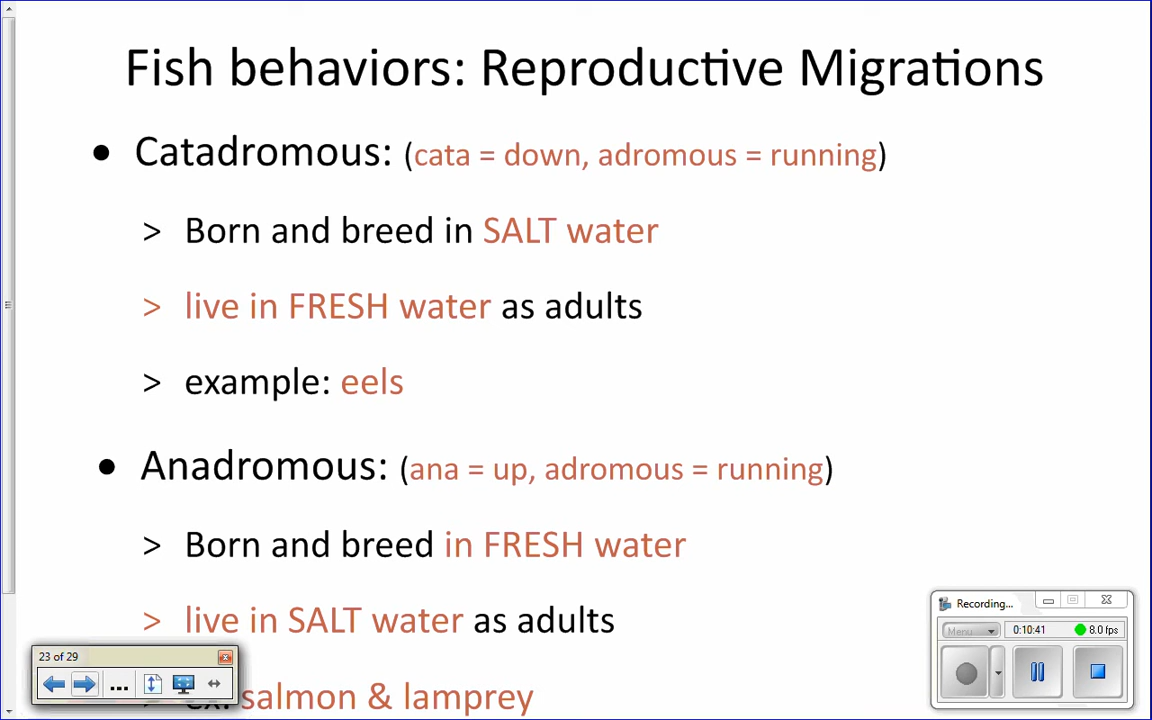 Fish behaviors: Reproductive Migrations
• Catadromous: (cata = down, adromous = running)
> Born and breed in SALT water
> live in FRESH water as adults
> example: eels
• Anadromous: (ana = up, adromous = running)
> Born and breed in FRESH water
> live in SALT water as adults
salmon & lamprey
23 of 29
...
Recording...
Menu
0:10:41
8.0 fps